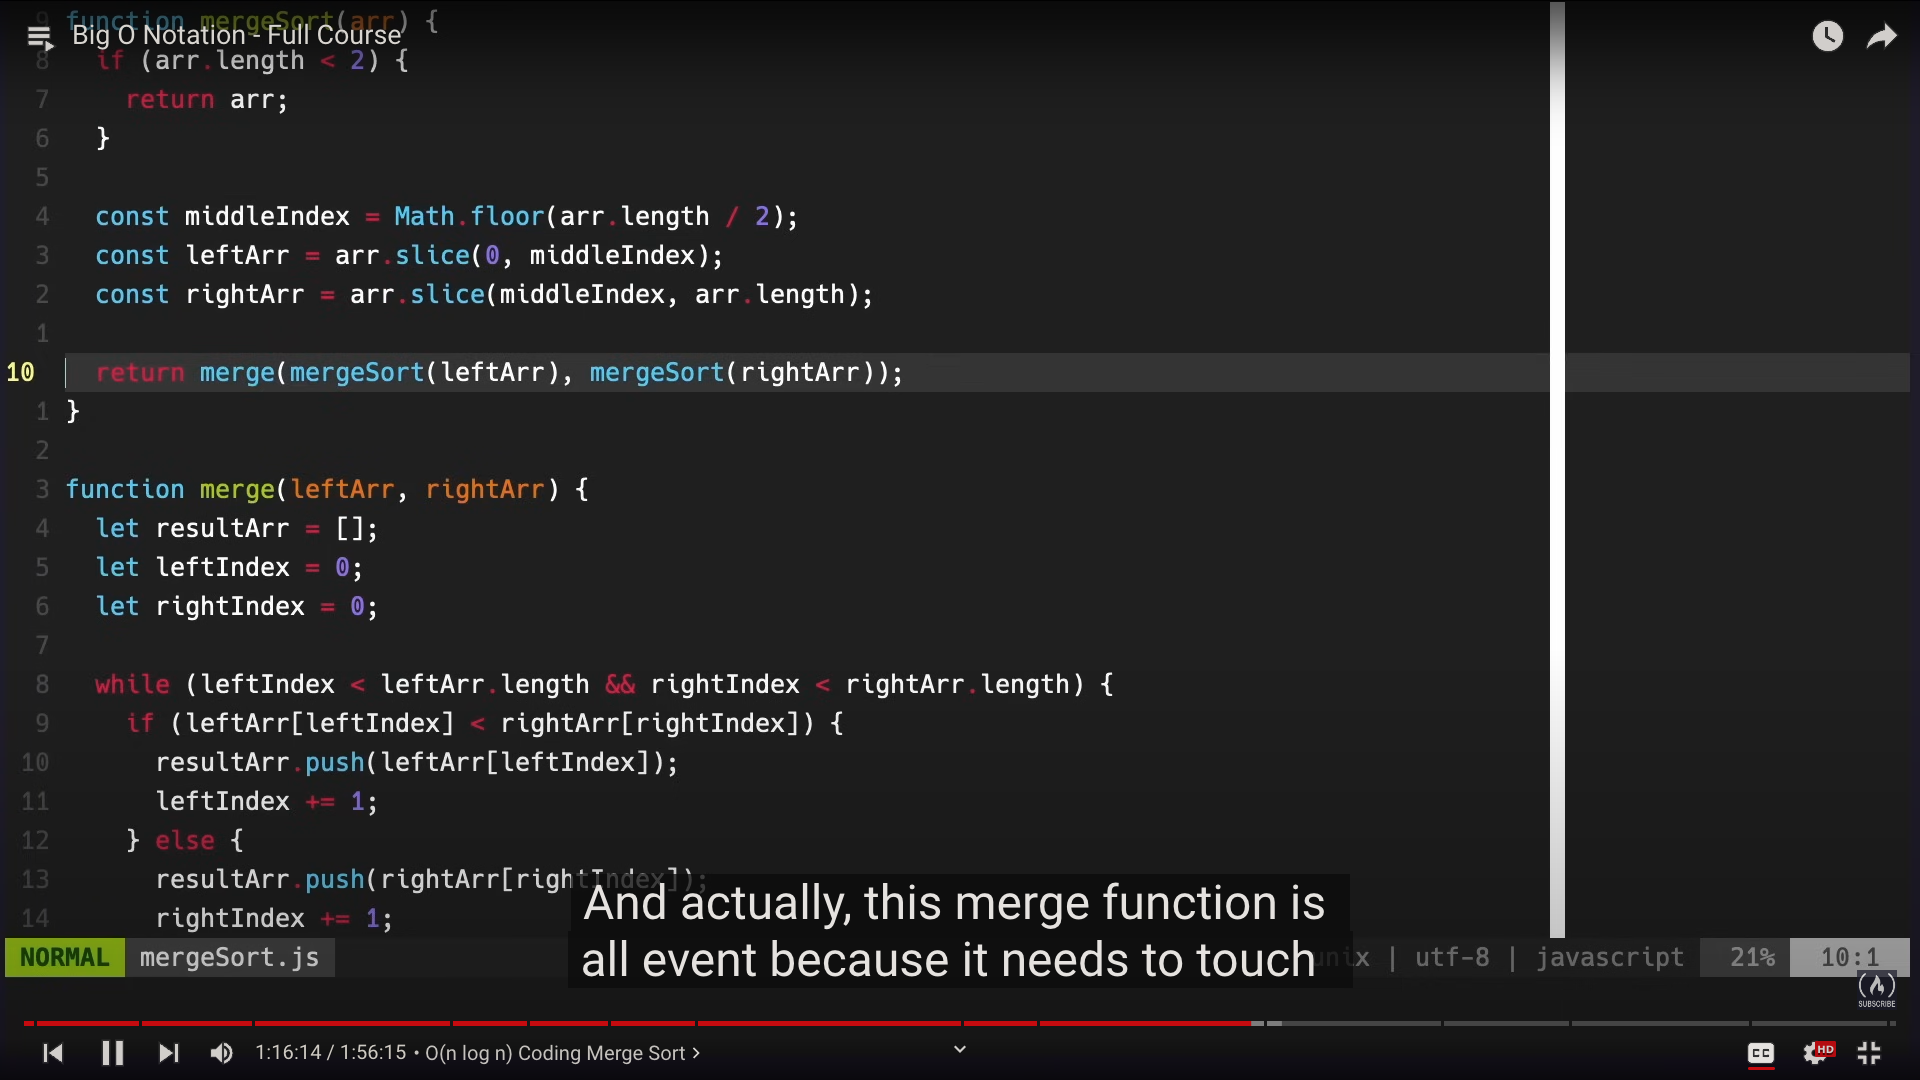 9 function mergeSort(arr) {
Big O Notation - Full Course
8 if (arr.length < 2) {
7 return arr;
6 }
5
4 const middleIndex = Math.floor(arr.length / 2);
3 const leftArr = arr.slice(0, middleIndex);
2 const rightArr = arr.slice(middleIndex, arr.length);
1
10 return merge(mergeSort(leftArr), mergeSort(rightArr));
1 }
2
3 function merge(leftArr, rightArr) {
4 let resultArr = [];
5 let leftIndex = 0;
6 let rightIndex = 0;
7
8 while (leftIndex < leftArr.length && rightIndex < rightArr.length) {
9 if (leftArr[leftIndex] < rightArr[rightIndex]) {
10 resultArr.push(leftArr[leftIndex]);
11 leftIndex += 1;
12 } else {
13 resultArr.push(rightArr[rightIndex]);
14 rightIndex += 1;
And actually, this merge function is
all event because it needs to touch
NORMAL mergeSort.js unix | utf-8 | javascript 21% 10:1
SUBSCRIBE
1:16:14 / 1:56:15 • O(n log n) Coding Merge Sort >
CC HD